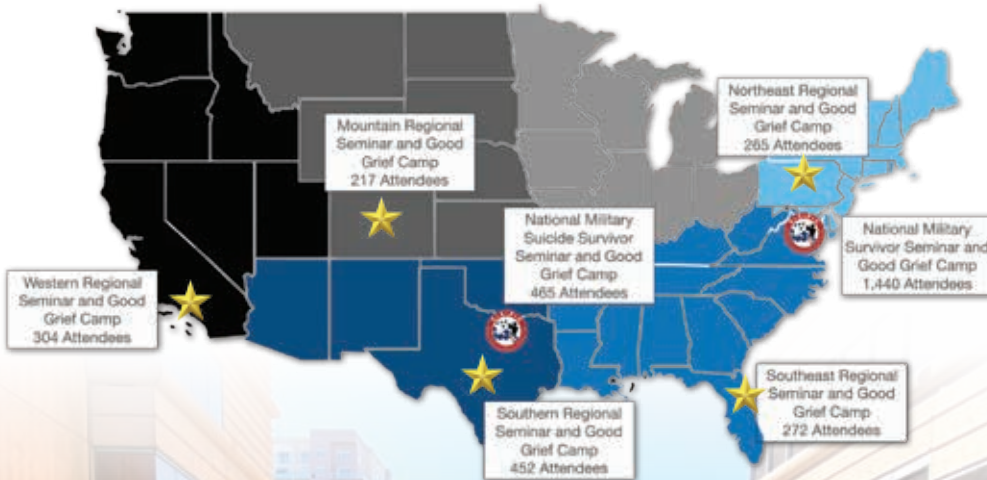 Northeast Regional
Seminar and Good
Grief Camp
265 Attendees
Mountain Regional
Seminar and Good
Grief Camp
217 Attendees
National Military
Suicide Survivor
Seminar and Good
Grief Camp
465 Attendees
National Military
Survivor Seminar and
Good Grief Camp
1,440 Attendees
Western Regional
Seminar and Good
Grief Camp
304 Attendees
Southeast Regional
Seminar and Good
Grief Camp
272 Attendees
Southern Regional
Seminar and Good
Grief Camp
452 Attendees